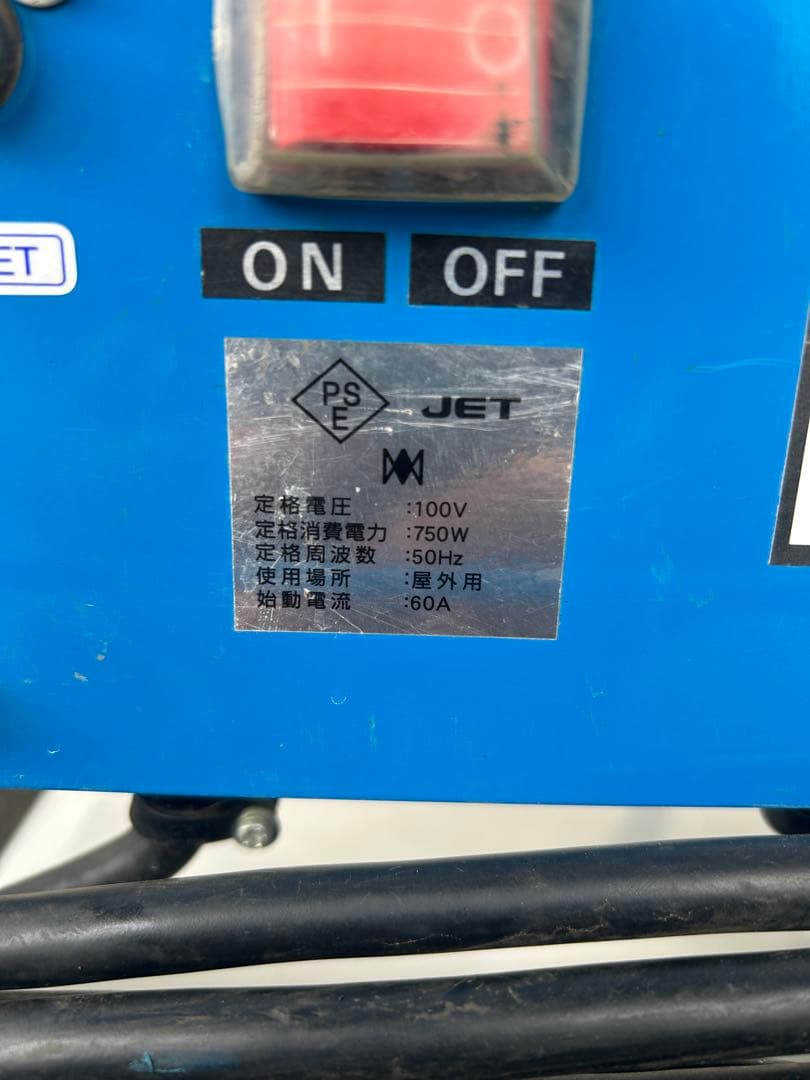 ET
ON OFF
PS
E
JET
定格電圧 :100V
定格消費電力 :750W
定格周波数 :50Hz
使用場所 :屋外用
始動電流 :60A